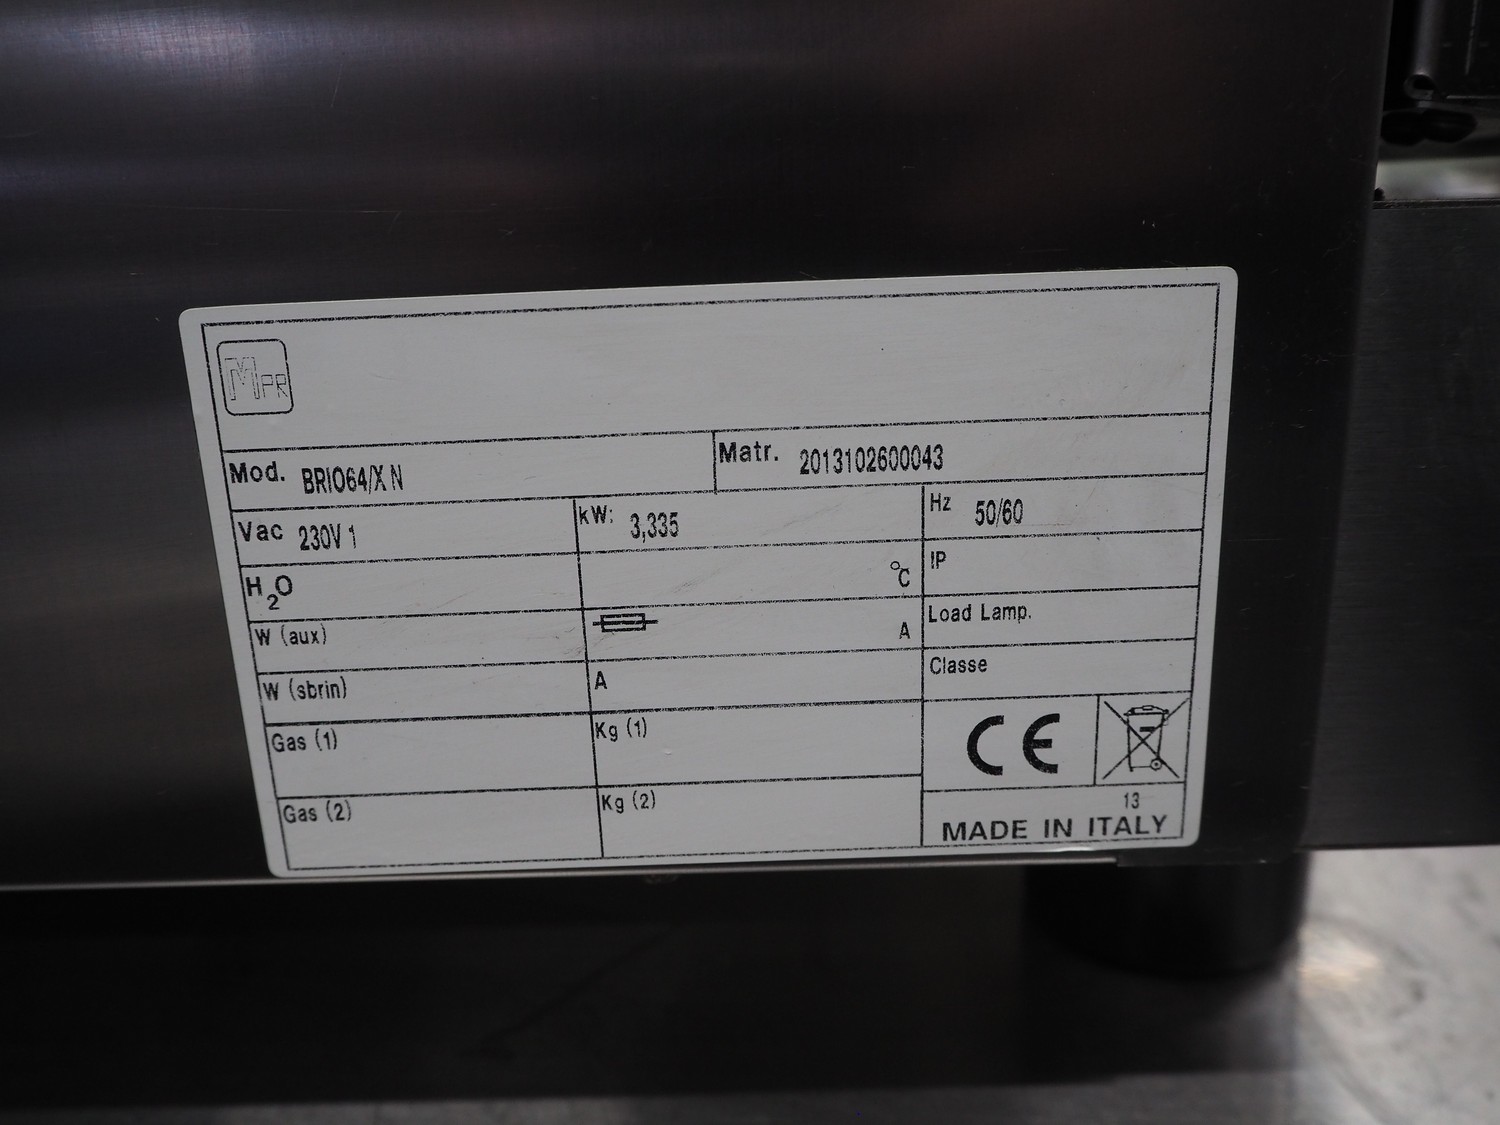 MPR
Mod. BRIO64/X N Matr. 2013102600043
Vac 230V 1 kW: 3,335 Hz 50/60
H2O °C IP
W (aux) A Load Lamp.
W (sbrin) A Classe
Gas (1) Kg (1)
CE
Gas (2) Kg (2) 13
MADE IN ITALY